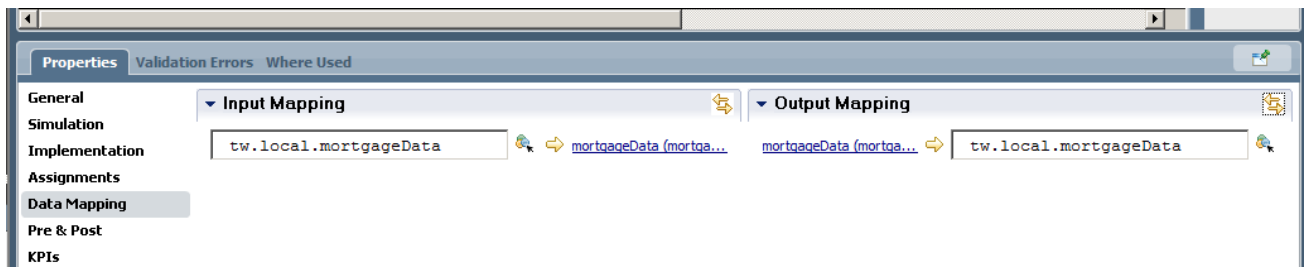 Properties Validation Errors Where Used
General
Simulation
Implementation
Assignments
Data Mapping
Pre & Post
KPIs
Input Mapping
tw.local.mortgageData mortgageData (mortga...
Output Mapping
mortgageData (mortga... tw.local.mortgageData